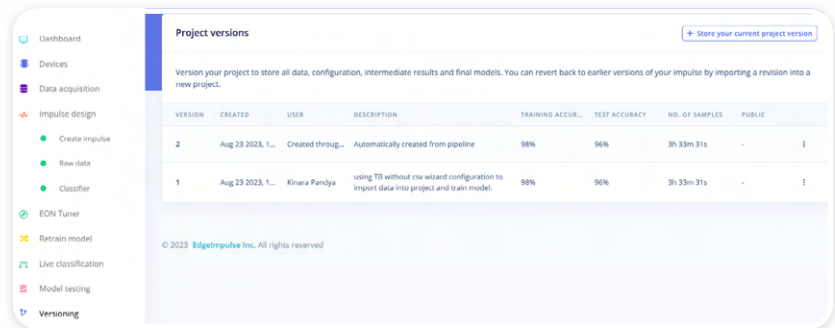 Dashboard
Devices
Data acquisition
Impulse design
Create impulse
Raw data
Classifier
EON Tuner
Retrain model
Live classification
Model testing
Versioning
Project versions
+ Store your current project version
Version your project to store all data, configuration, intermediate results and final models. You can revert back to earlier versions of your impulse by importing a revision into a
new project.
VERSION CREATED USER DESCRIPTION TRAINING ACCUR... TEST ACCURACY NO. OF SAMPLES PUBLIC
2 Aug 23 2023, 1... Created throug... Automatically created from pipeline 98% 96% 3h 33m 31s -
1 Aug 23 2023, 1... Kinara Pandya using TB without csv wizard configuration to 98% 96% 3h 33m 31s -
import data into project and train model.
© 2023 EdgeImpulse Inc. All rights reserved